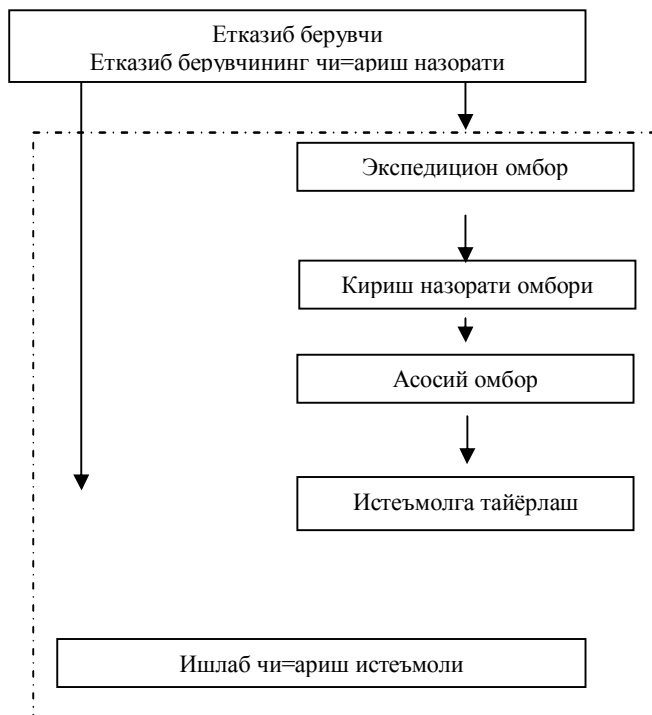 Етказиб берувчи
Етказиб берувчининг чи=ариш назорати
Экспедицион омбор
Кириш назорати омбори
Асосий омбор
Истеъмолга тайёрлаш
Ишлаб чи=ариш истеъмоли